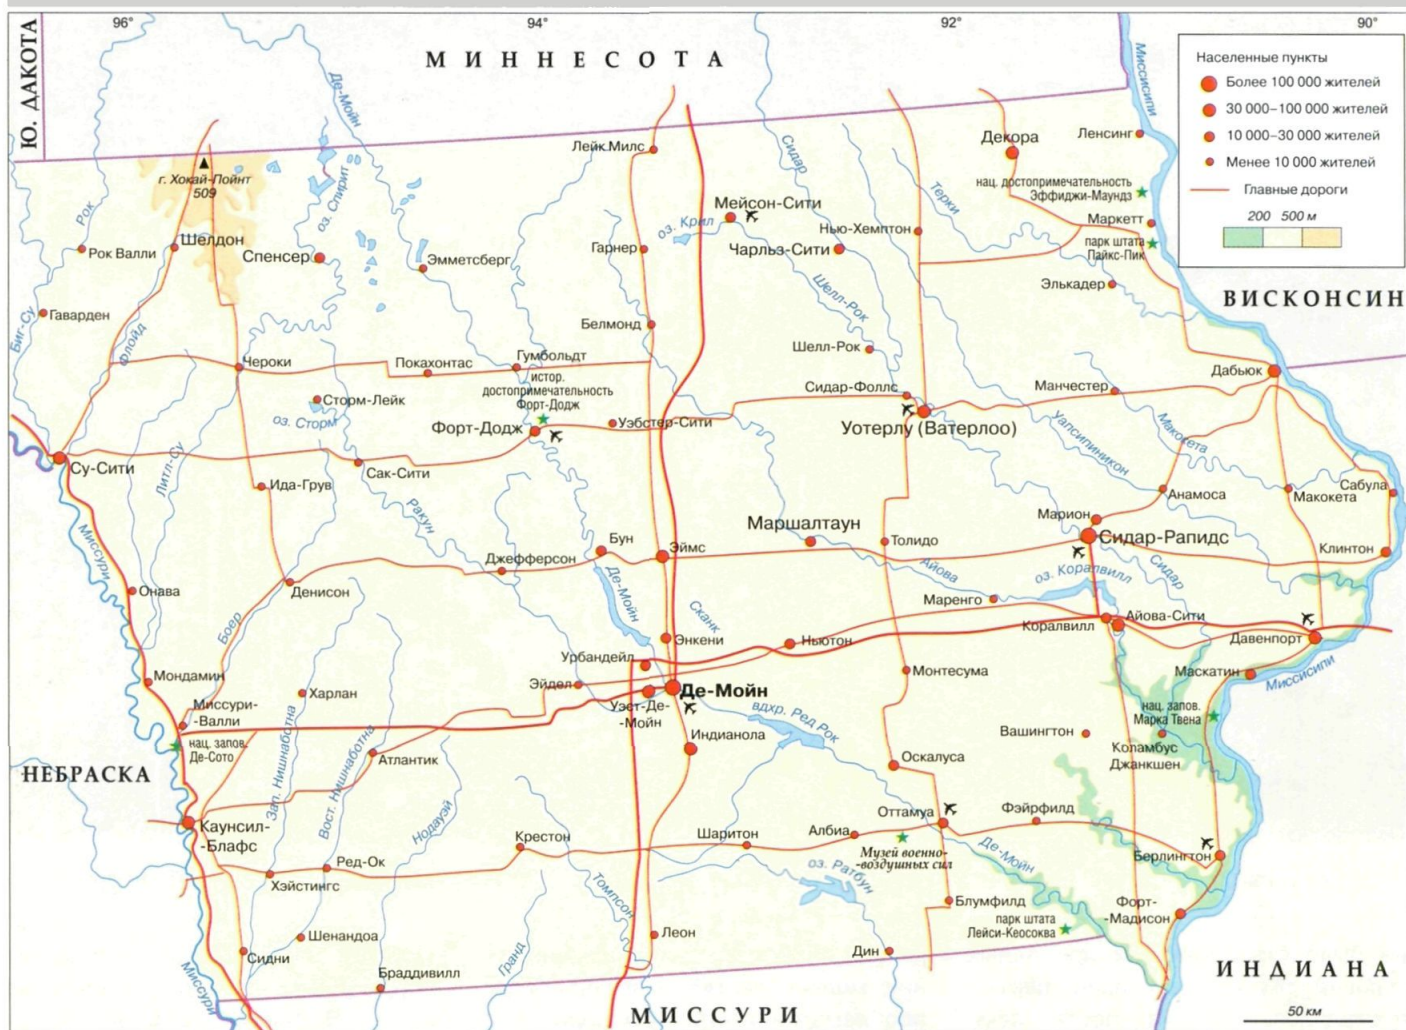 96°
94°
92°
90°
Ю. ДАКОТА
МИННЕСОТА
Населенные пункты
Более 100 000 жителей
30 000–100 000 жителей
10 000–30 000 жителей
Менее 10 000 жителей
Главные дороги
200 500 м
Миссисипи
Де-Мойн
Сидар
Лейк Милс
Декора
Ленсинг
г. Хокай-Пойнт
509
оз. Спирит
нац. достопримечательность
Эффиджи-Маундз
Терки
Рок
Мейсон-Сити
оз. Крил
Маркетт
парк штата
Пайкс-Пик
Рок Валли
Шелдон
Спенсер
Эмметсберг
Гарнер
Чарльз-Сити
Нью-Хемптон
Элькадер
ВИСКОНСИН
Гаварден
Биг-Су
Флойд
Белмонд
Шелл-Рок
Шелл-Рок
Чероки
Покахонтас
Гумбольдт
истор.
достопримечательность
Форт-Додж
Дабьюк
Сидар-Фоллс
Манчестер
Сторм-Лейк
оз. Сторм
Форт-Додж
Уэбстер-Сити
Уотерлу (Ватерлоо)
Уапсипиникон
Макокета
Су-Сити
Литл-Су
Сак-Сити
Ида-Грув
Ракун
Анамоса
Макокета
Сабула
Марион
Маршалтаун
Сидар-Рапидс
Миссури
Бун
Эймс
Толидо
Клинтон
Джефферсон
Айова
оз. Коралвилл
Сидар
Онава
Денисон
Де-Мойн
Сканк
Маренго
Боер
Энкени
Ньютон
Коралвилл
Айова-Сити
Давенпорт
Урбандейл
Мондамин
Эйдел
Де-Мойн
Монтесума
Маскатин
Миссисипи
Харлан
Уэст-Де-
-Мойн
вдхр. Ред Рок
нац. запов.
Марка Твена
Миссури-
-Валли
Индианола
Вашингтон
Коламбус
Джанкшен
нац. запов.
Де-Сото
Зап. Нишнаботна
Вост. Нишнаботна
Атлантик
Оскалуса
НЕБРАСКА
Нодауэй
Оттамуа
Фэйрфилд
Каунсил-
-Блафс
Крестон
Шаритон
Албиа
Музей военно-
-воздушных сил
Де-Мойн
Берлингтон
Ред-Ок
Хэйстингс
Томпсон
оз. Ратбун
Блумфилд
Форт-
-Мадисон
парк штата
Лейси-Кеосоква
Шенандоа
Сидни
Леон
Дин
Гранд
Браддивилл
Миссури
ИНДИАНА
МИССУРИ
50 км